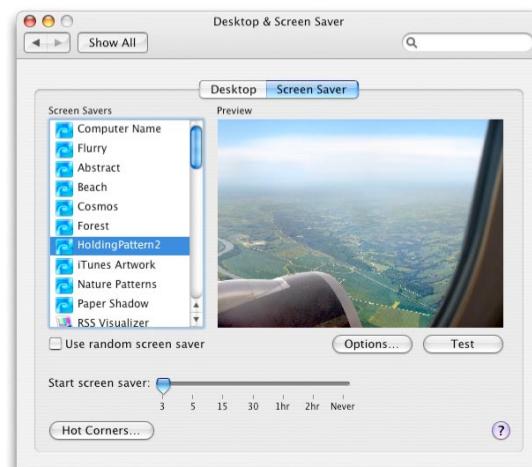 Desktop & Screen Saver
Show All
Desktop Screen Saver
Screen Savers
Preview
Computer Name
Flurry
Abstract
Beach
Cosmos
Forest
HoldingPattern2
iTunes Artwork
Nature Patterns
Paper Shadow
RSS Visualizer
Use random screen saver
Options... Test
Start screen saver:
3 5 15 30 1hr 2hr Never
Hot Corners... ?